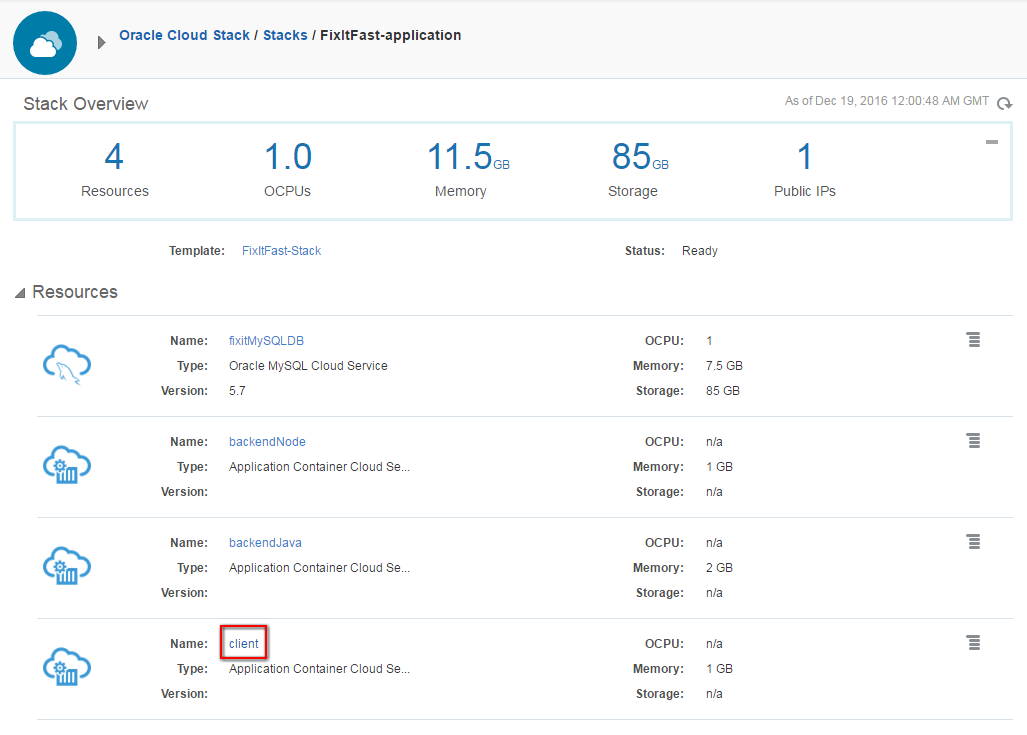 Oracle Cloud Stack / Stacks / FixItFast-application
Stack Overview
As of Dec 19, 2016 12:00:48 AM GMT
4 1.0 11.5GB 85GB 1
Resources OCPUs Memory Storage Public IPs
Template: FixItFast-Stack Status: Ready
Resources
Name: fixitMySQLDB OCPU: 1
Type: Oracle MySQL Cloud Service Memory: 7.5 GB
Version: 5.7 Storage: 85 GB
Name: backendNode OCPU: n/a
Type: Application Container Cloud Se... Memory: 1 GB
Version: Storage: n/a
Name: backendJava OCPU: n/a
Type: Application Container Cloud Se... Memory: 2 GB
Version: Storage: n/a
Name: client OCPU: n/a
Type: Application Container Cloud Se... Memory: 1 GB
Version: Storage: n/a